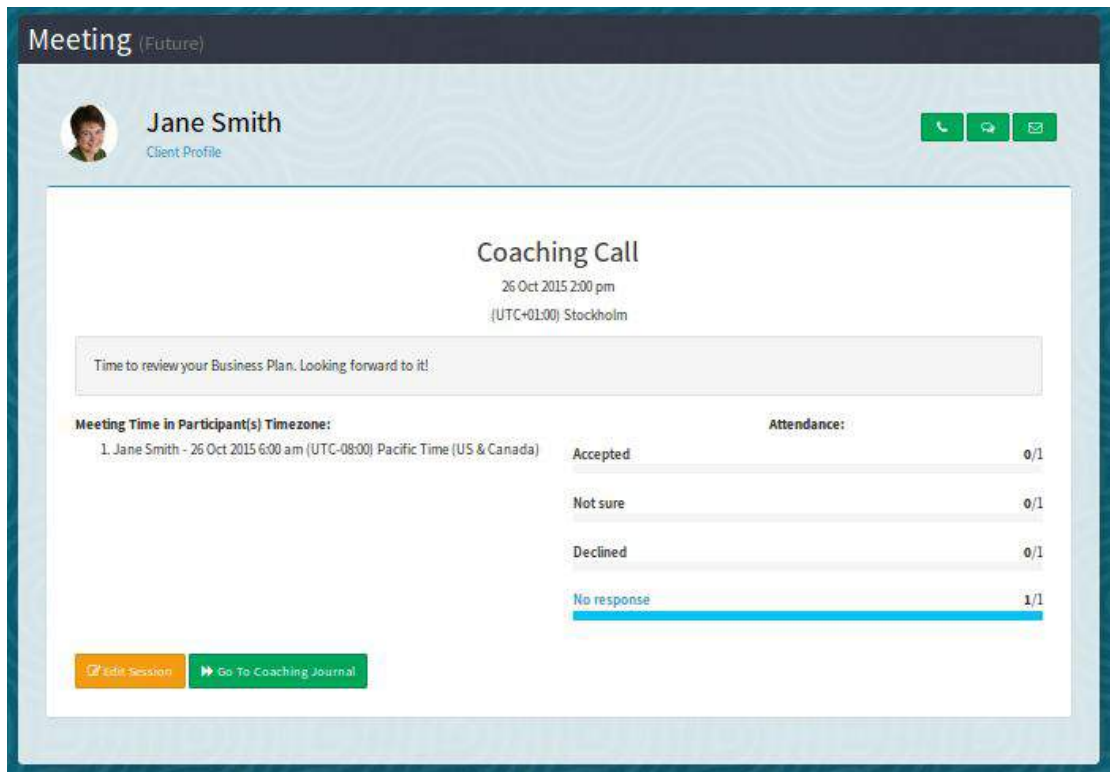 Meeting (Future)
Jane Smith
Client Profile
Coaching Call
26 Oct 2015 2:00 pm
(UTC+01:00) Stockholm
Time to review your Business Plan. Looking forward to it!
Meeting Time in Participant(s) Timezone:
1. Jane Smith - 26 Oct 2015 6:00 am (UTC-08:00) Pacific Time (US & Canada)
Attendance:
Accepted 0/1
Not sure 0/1
Declined 0/1
No response 1/1
Edit Session Go To Coaching Journal